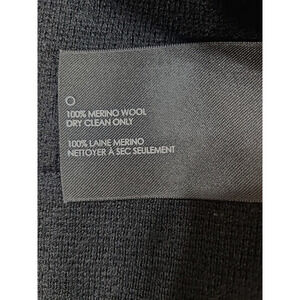 100% MERINO WOOL
DRY CLEAN ONLY
100% LAINE MERINO
NETTOYER À SEC SEULEMENT